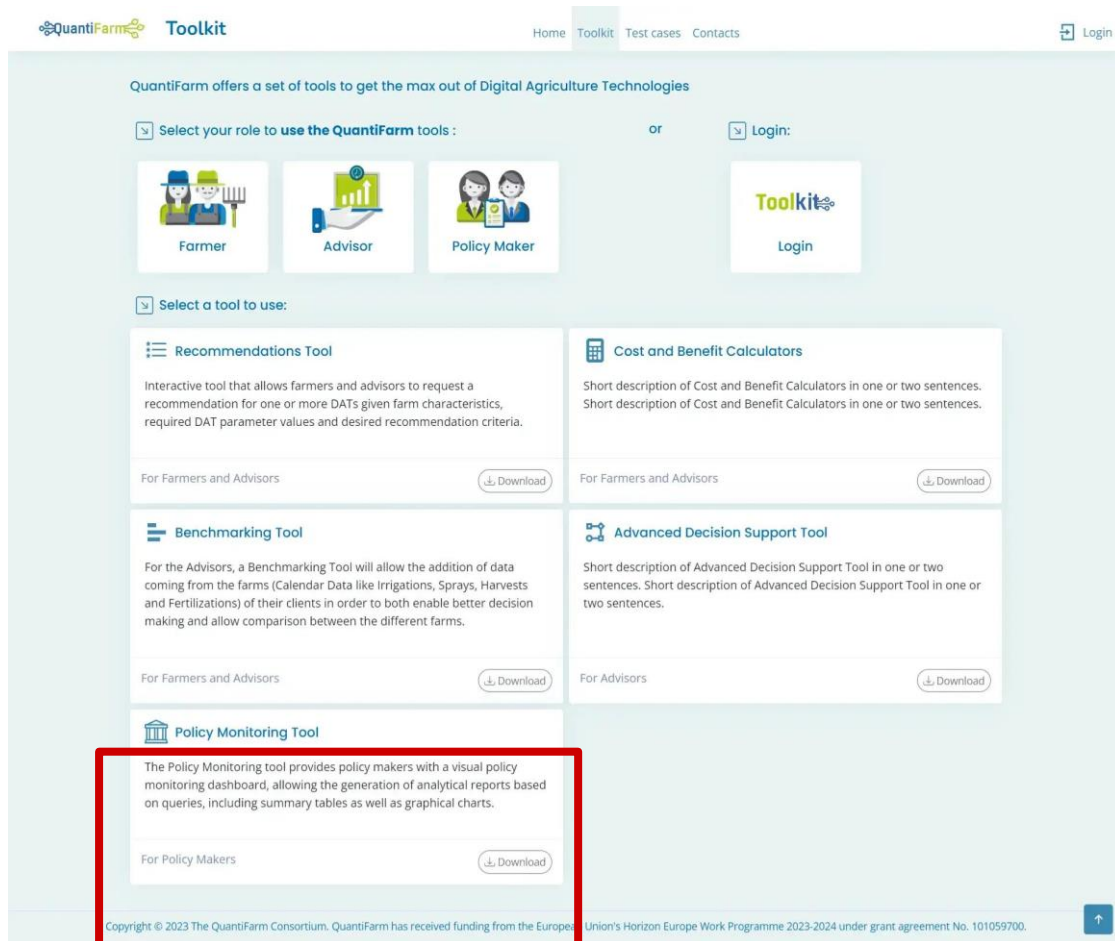 QuantiFarm
Toolkit
Home Toolkit Test cases Contacts
Login
QuantiFarm offers a set of tools to get the max out of Digital Agriculture Technologies
Select your role to use the QuantiFarm tools :
or
Login:
Farmer
Advisor
Policy Maker
Toolkit
Login
Select a tool to use:
Recommendations Tool
Interactive tool that allows farmers and advisors to request a
recommendation for one or more DATs given farm characteristics,
required DAT parameter values and desired recommendation criteria.
For Farmers and Advisors
Download
Cost and Benefit Calculators
Short description of Cost and Benefit Calculators in one or two sentences.
Short description of Cost and Benefit Calculators in one or two sentences.
For Farmers and Advisors
Download
Benchmarking Tool
For the Advisors, a Benchmarking Tool will allow the addition of data
coming from the farms (Calendar Data like Irrigations, Sprays, Harvests
and Fertilizations) of their clients in order to both enable better decision
making and allow comparison between the different farms.
For Farmers and Advisors
Download
Advanced Decision Support Tool
Short description of Advanced Decision Support Tool in one or two
sentences. Short description of Advanced Decision Support Tool in one or
two sentences.
For Advisors
Download
Policy Monitoring Tool
The Policy Monitoring tool provides policy makers with a visual policy
monitoring dashboard, allowing the generation of analytical reports based
on queries, including summary tables as well as graphical charts.
For Policy Makers
Download
Copyright © 2023 The QuantiFarm Consortium. QuantiFarm has received funding from the European Union's Horizon Europe Work Programme 2023-2024 under grant agreement No. 101059700.